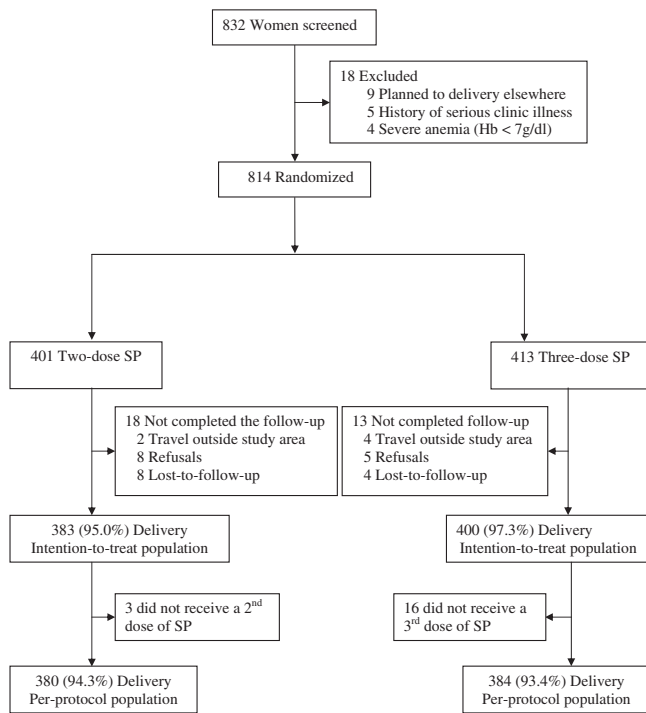 832 Women screened
18 Excluded
9 Planned to delivery elsewhere
5 History of serious clinic illness
4 Severe anemia (Hb < 7g/dl)
814 Randomized
401 Two-dose SP
413 Three-dose SP
18 Not completed the follow-up
2 Travel outside study area
8 Refusals
8 Lost-to-follow-up
13 Not completed follow-up
4 Travel outside study area
5 Refusals
4 Lost-to-follow-up
383 (95.0%) Delivery
Intention-to-treat population
400 (97.3%) Delivery
Intention-to-treat population
3 did not receive a 2nd
dose of SP
16 did not receive a
3rd dose of SP
380 (94.3%) Delivery
Per-protocol population
384 (93.4%) Delivery
Per-protocol population